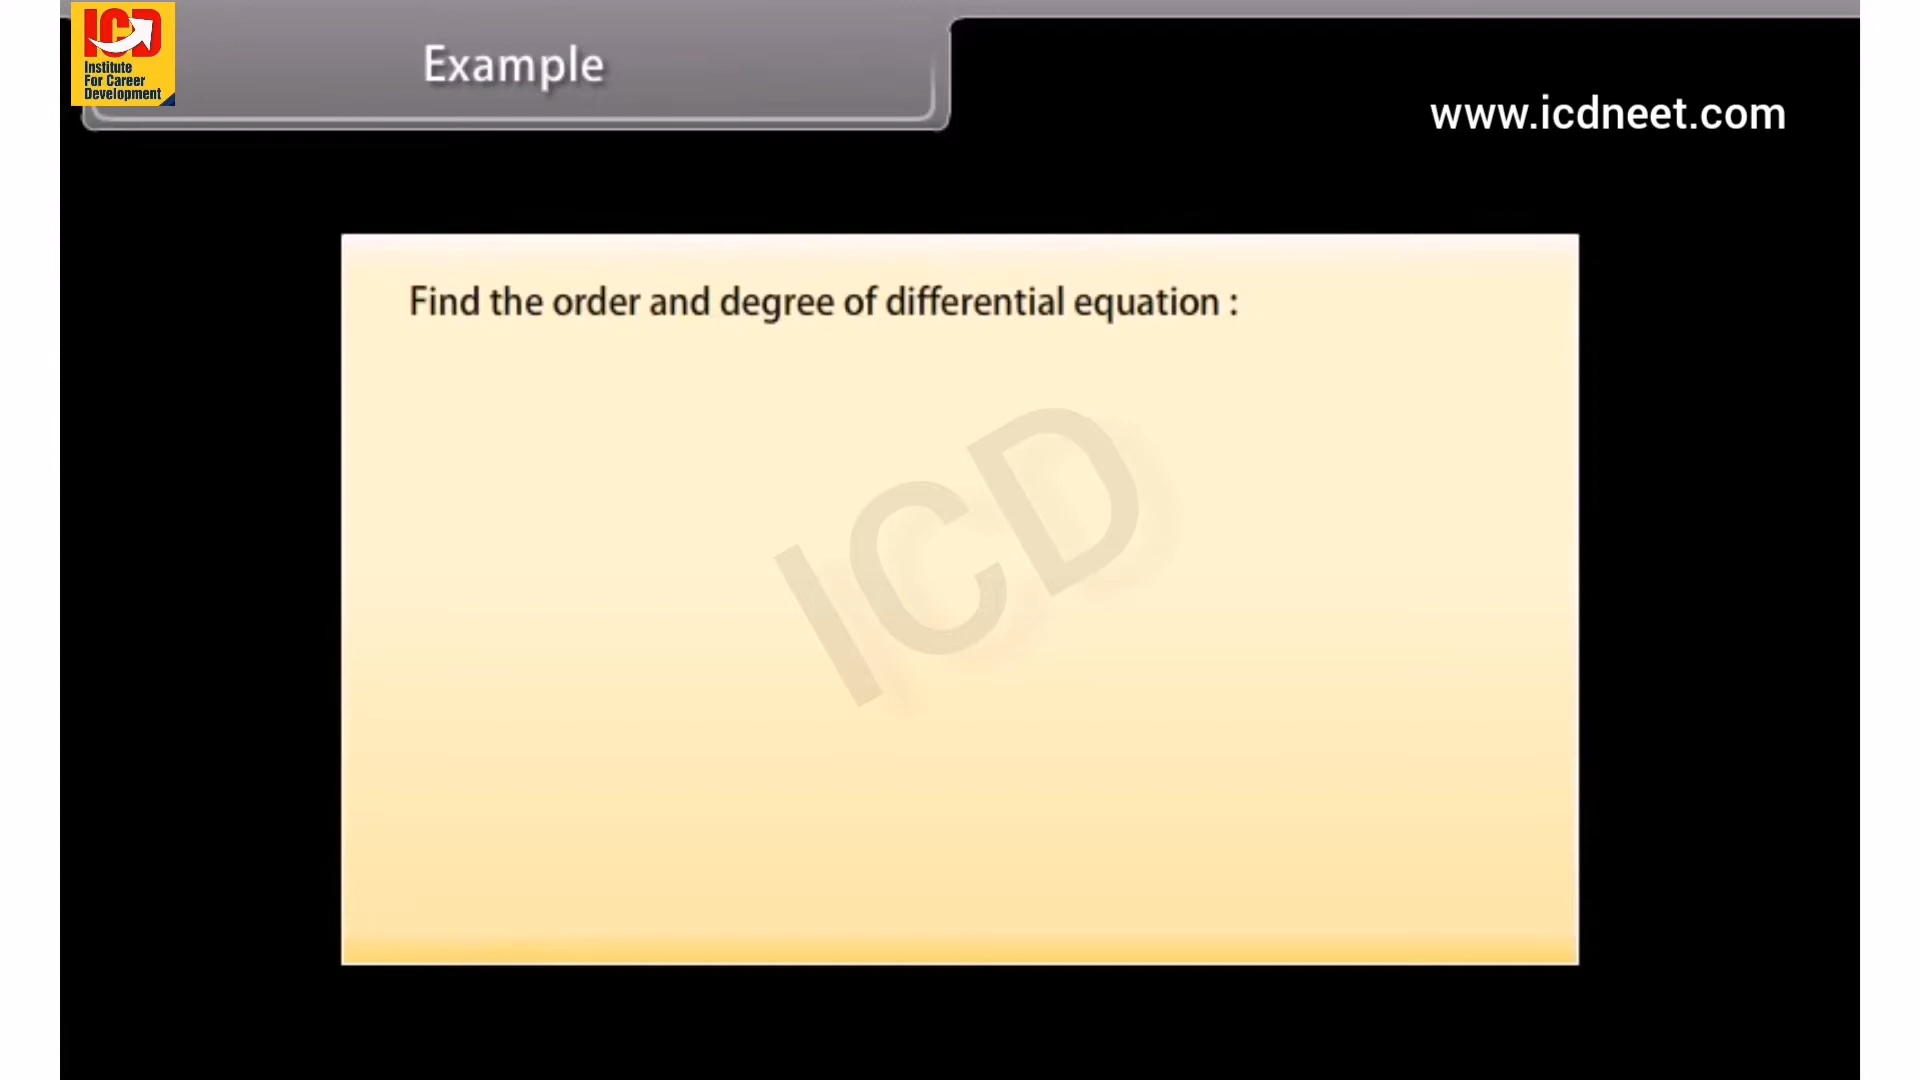 ICD
Institute
For Career
Development
Example
www.icdneet.com
Find the order and degree of differential equation :
ICD